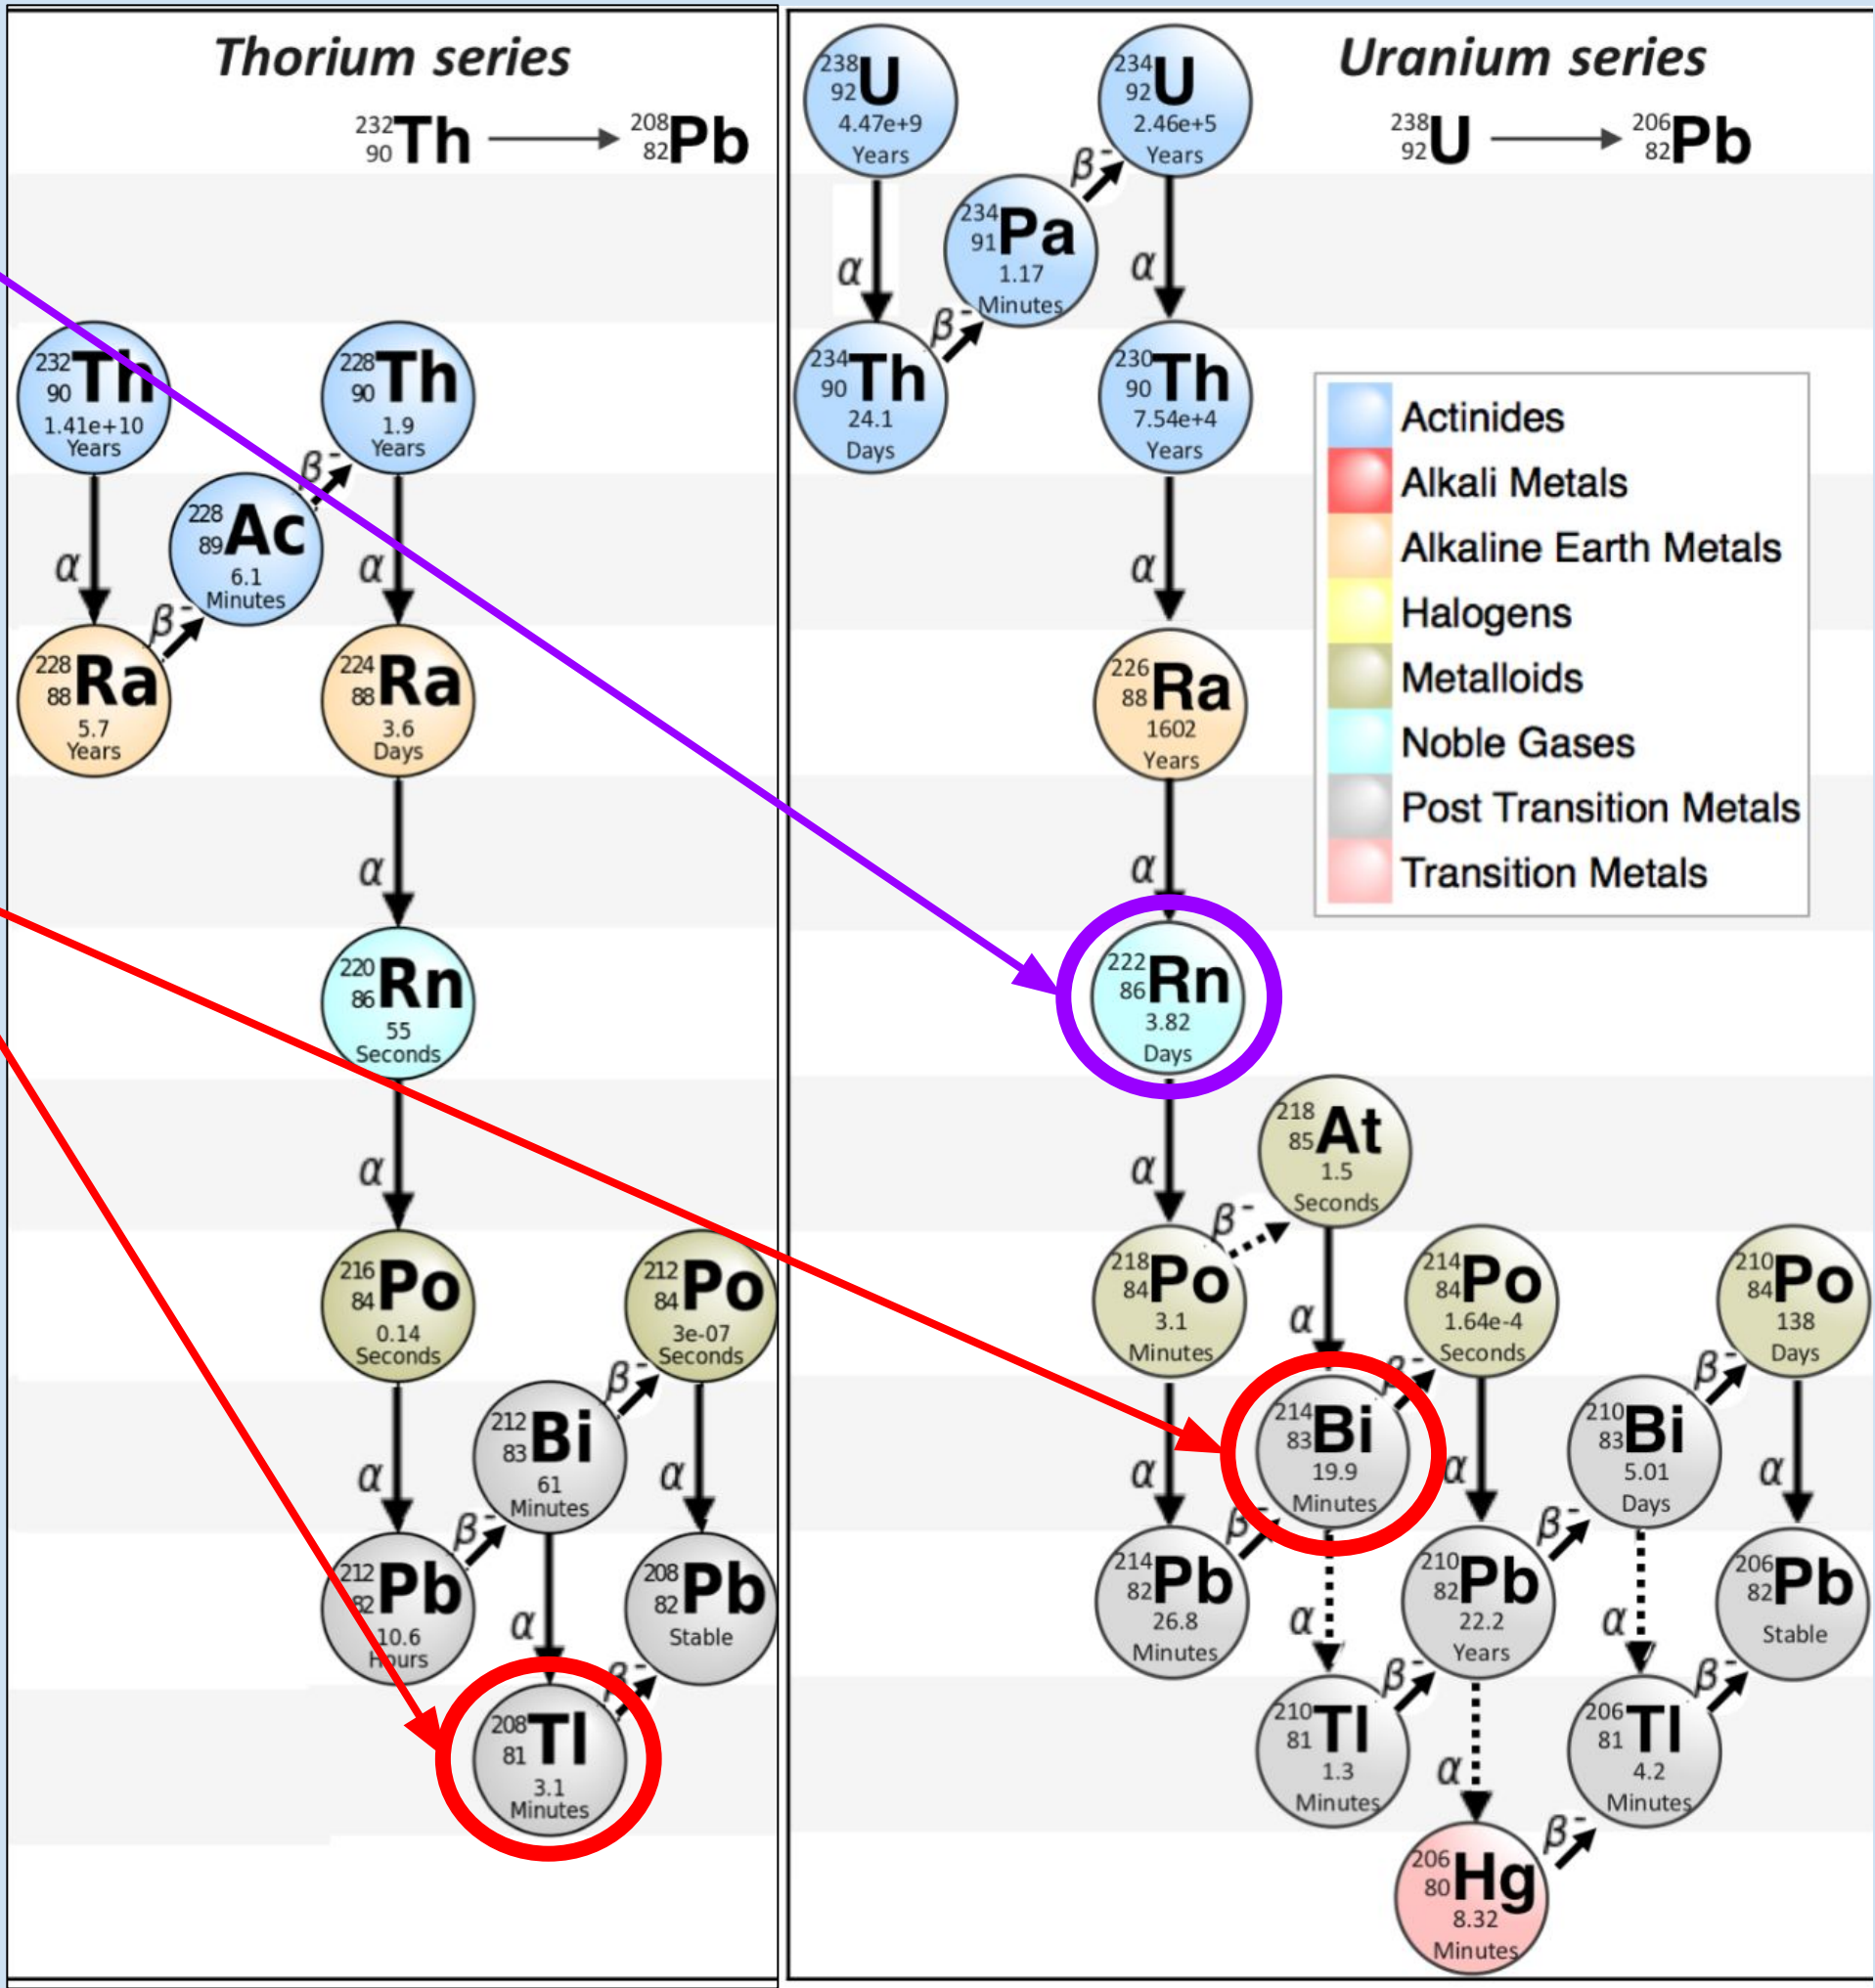 Thorium series
232 90 Th → 208 82 Pb
232 90 Th
1.41e+10
Years
α
228 88 Ra
5.7
Years
β-
228 89 Ac
6.1
Minutes
β-
228 90 Th
1.9
Years
α
224 88 Ra
3.6
Days
α
220 86 Rn
55
Seconds
α
216 84 Po
0.14
Seconds
α
212 82 Pb
10.6
Hours
β-
212 83 Bi
61
Minutes
β-
212 84 Po
3e-07
Seconds
α
208 82 Pb
Stable
α
208 81 Tl
3.1
Minutes
β-
Uranium series
238 92 U → 206 82 Pb
238 92 U
4.47e+9
Years
α
234 90 Th
24.1
Days
β-
234 91 Pa
1.17
Minutes
β-
234 92 U
2.46e+5
Years
α
230 90 Th
7.54e+4
Years
α
226 88 Ra
1602
Years
α
222 86 Rn
3.82
Days
α
218 84 Po
3.1
Minutes
β-
218 85 At
1.5
Seconds
α
α
214 82 Pb
26.8
Minutes
β-
214 83 Bi
19.9
Minutes
β-
214 84 Po
1.64e-4
Seconds
α
α
210 81 Tl
1.3
Minutes
β-
210 82 Pb
22.2
Years
β-
210 83 Bi
5.01
Days
β-
210 84 Po
138
Days
α
206 82 Pb
Stable
α
206 81 Tl
4.2
Minutes
β-
α
206 80 Hg
8.32
Minutes
β-
Actinides
Alkali Metals
Alkaline Earth Metals
Halogens
Metalloids
Noble Gases
Post Transition Metals
Transition Metals